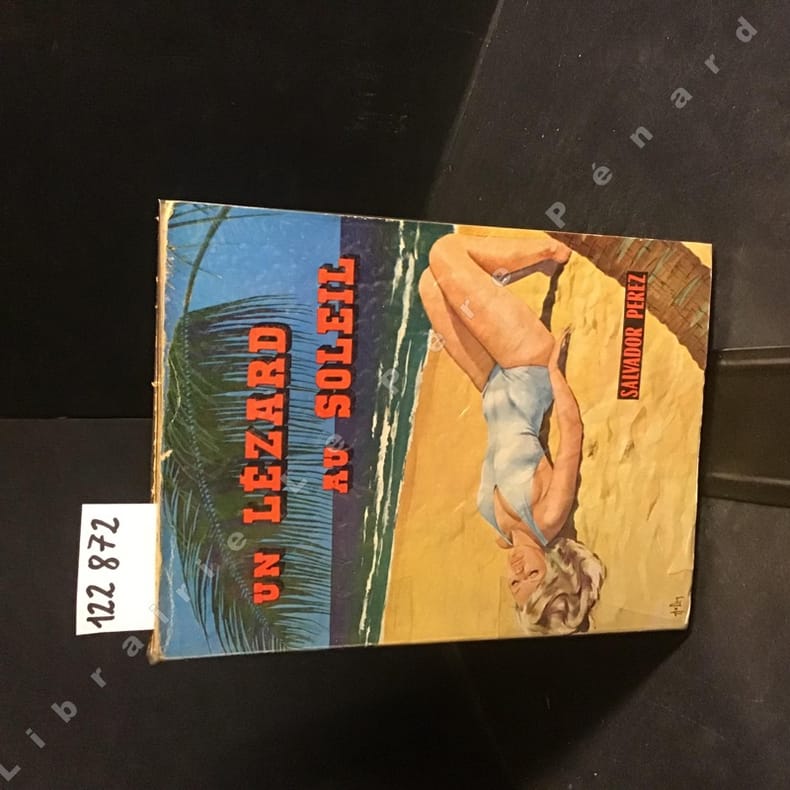 UN LÉZARD
AU SOLEIL
SALVADOR PEREZ
122 872
Librairie Le Père Pénard